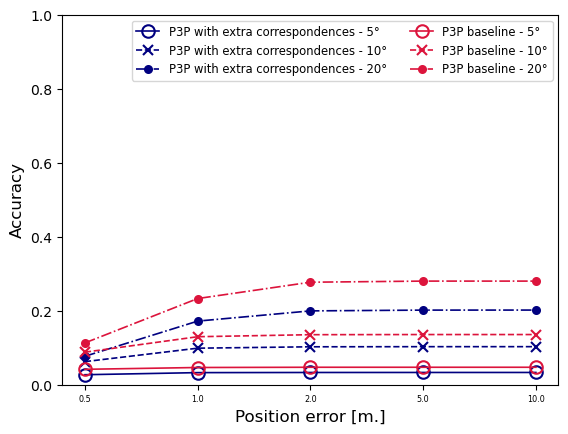 1.0
0.8
0.6
0.4
0.2
0.0
Accuracy
P3P with extra correspondences - 5°
P3P with extra correspondences - 10°
P3P with extra correspondences - 20°
P3P baseline - 5°
P3P baseline - 10°
P3P baseline - 20°
0.5 1.0 2.0 5.0 10.0
Position error [m.]